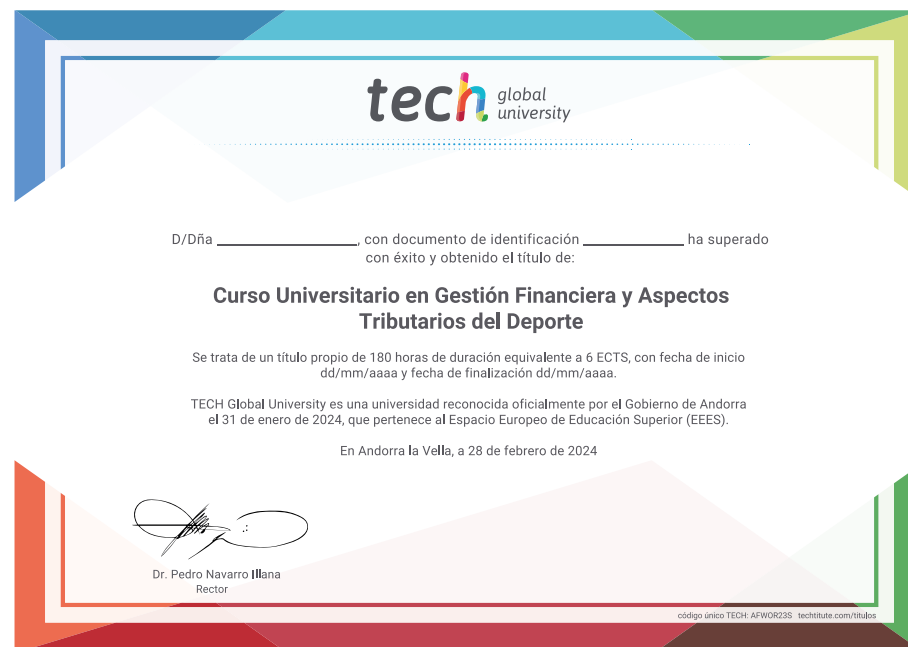 tech global university
D/Dña ____________, con documento de identificación _________ ha superado
con éxito y obtenido el título de:
Curso Universitario en Gestión Financiera y Aspectos
Tributarios del Deporte
Se trata de un título propio de 180 horas de duración equivalente a 6 ECTS, con fecha de inicio
dd/mm/aaaa y fecha de finalización dd/mm/aaaa.
TECH Global University es una universidad reconocida oficialmente por el Gobierno de Andorra
el 31 de enero de 2024, que pertenece al Espacio Europeo de Educación Superior (EEES).
En Andorra la Vella, a 28 de febrero de 2024
Dr. Pedro Navarro Illana
Rector
código único TECH: AFWOR23S techtitute.com/titulos